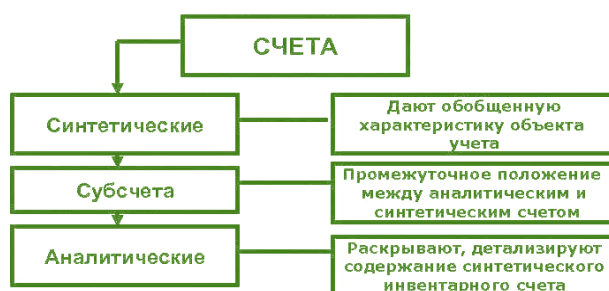 СЧЕТА
Синтетические
Дают обобщенную
характеристику объекта
учета
Субсчета
Промежуточное положение
между аналитическим и
синтетическим счетом
Аналитические
Раскрывают, детализируют
содержание синтетического
инвентарного счета